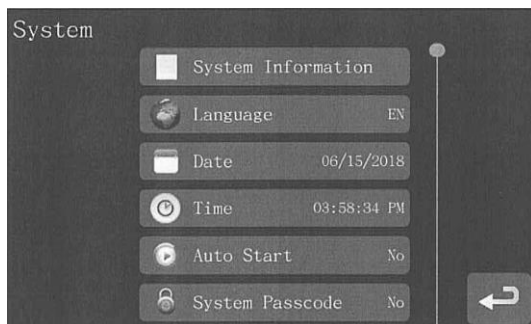 System
System Information
Language EN
Date 06/15/2018
Time 03:58:34 PM
Auto Start No
System Passcode No